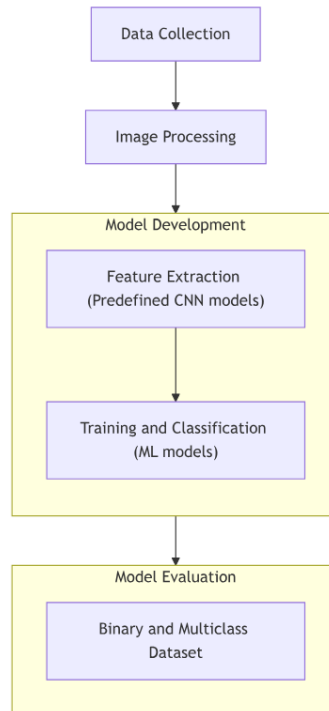 Data Collection
Image Processing
Model Development
Feature Extraction
(Predefined CNN models)
Training and Classification
(ML models)
Model Evaluation
Binary and Multiclass
Dataset